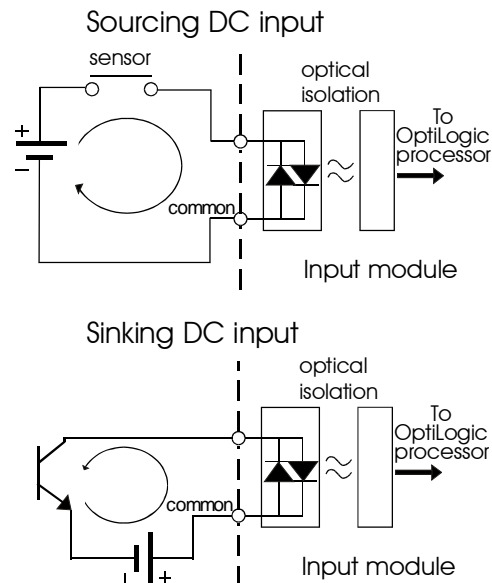 Sourcing DC input
sensor
optical
isolation
To
OptiLogic
processor
+
−
common
Input module
Sinking DC input
optical
isolation
To
OptiLogic
processor
common
+
Input module